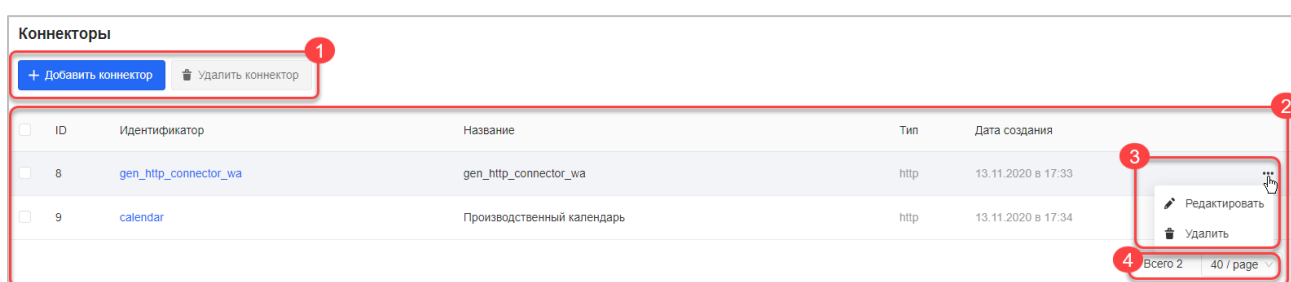 Коннекторы
1
+ Добавить коннектор Удалить коннектор
2
ID Идентификатор Название Тип Дата создания
3
8 gen_http_connector_wa gen_http_connector_wa http 13.11.2020 в 17:33
Редактировать
9 calendar Производственный календарь http 13.11.2020 в 17:34
Удалить
4 Всего 2 40 / page